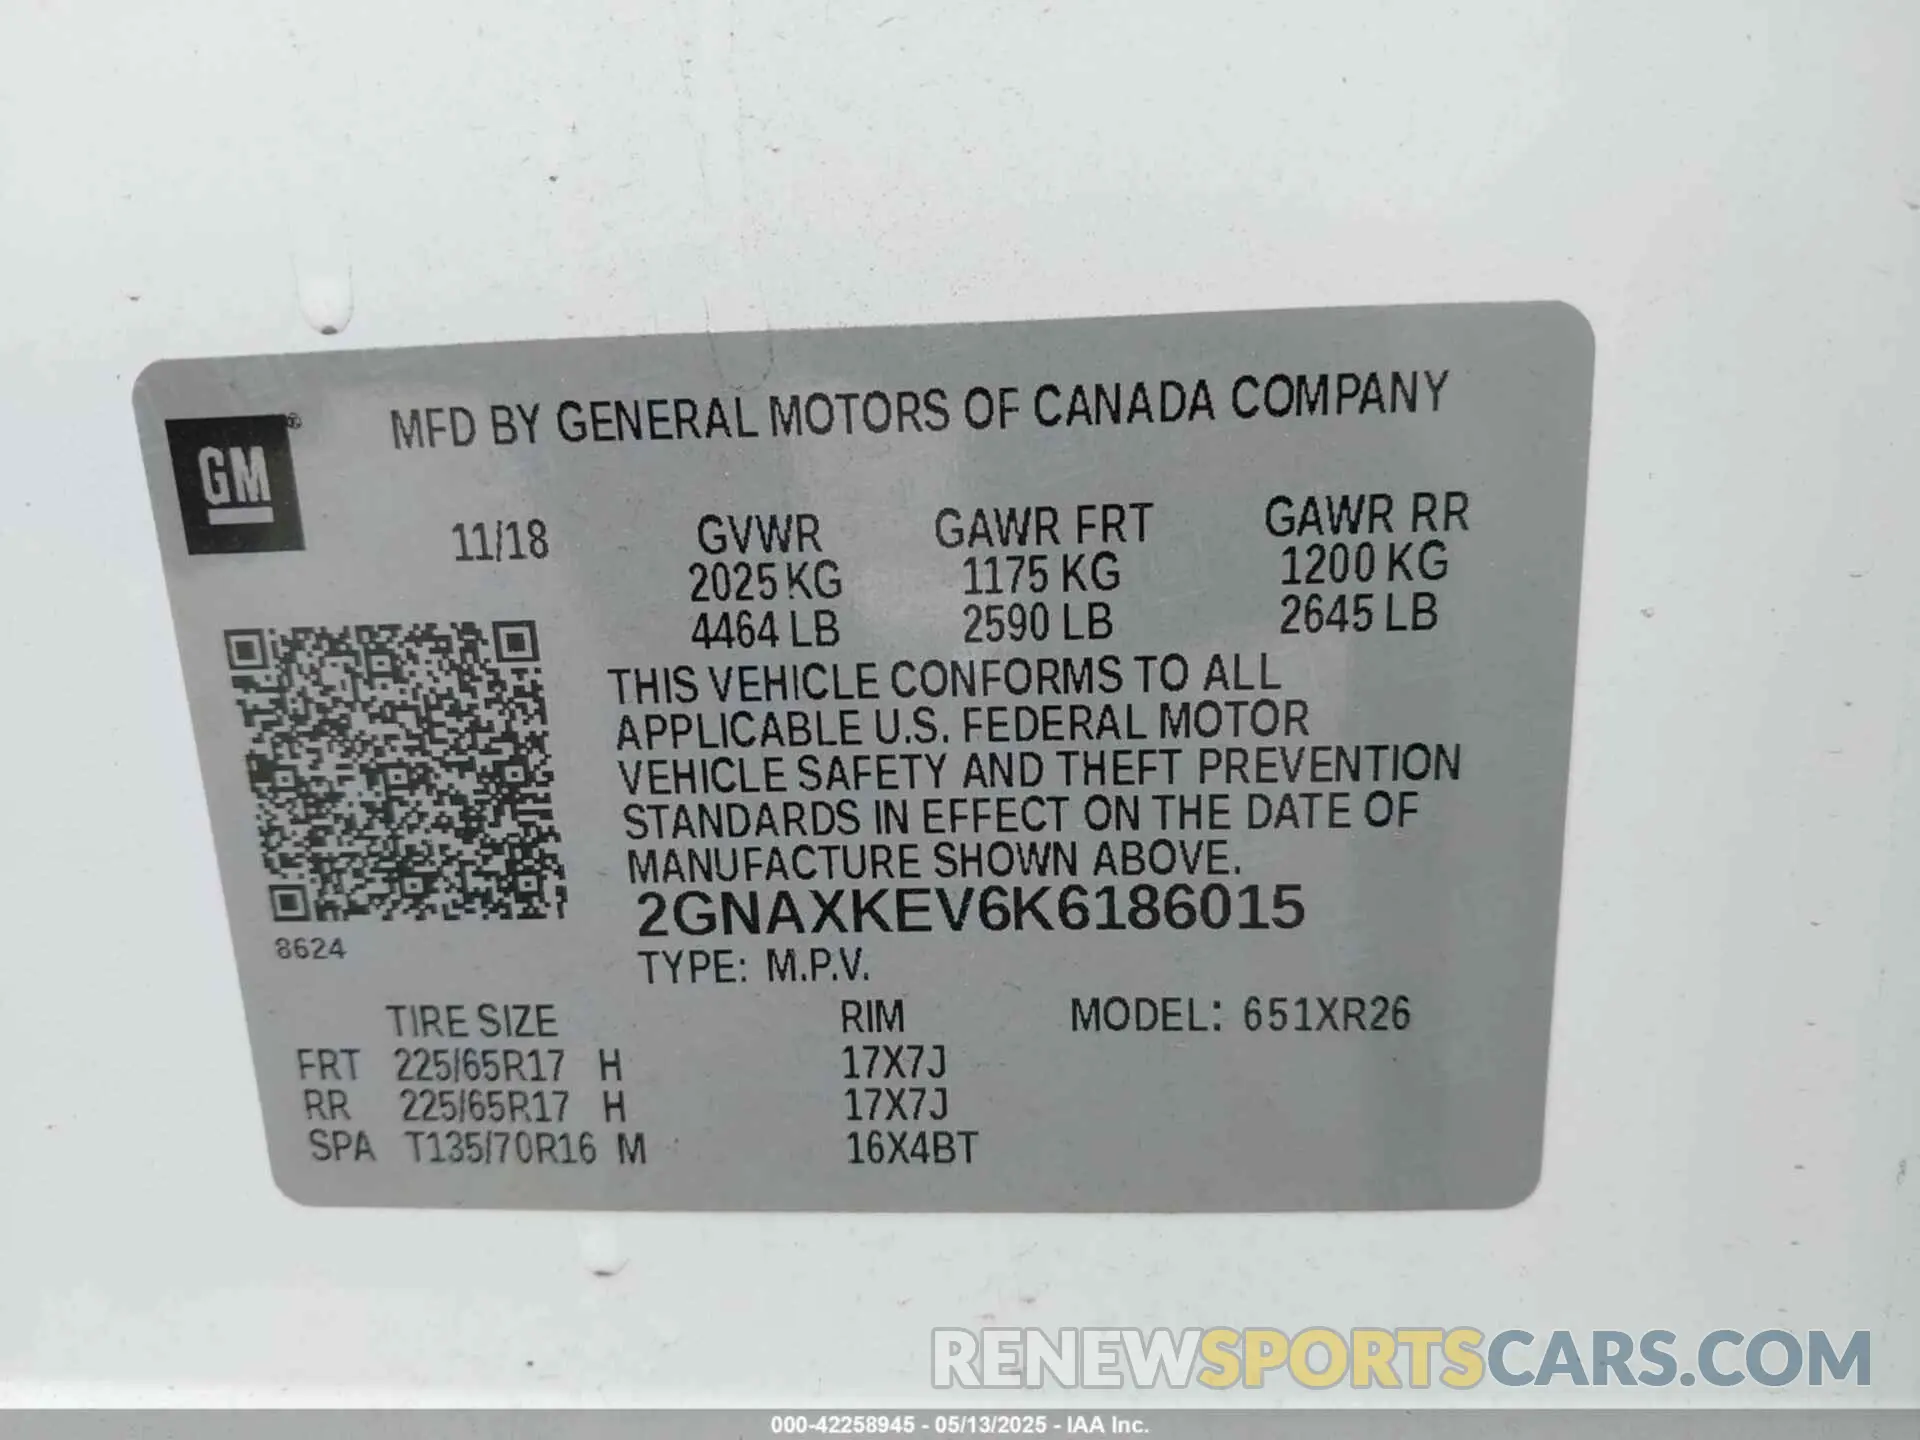 GM®
MFD BY GENERAL MOTORS OF CANADA COMPANY
11/18 GVWR GAWR FRT GAWR RR
2025 KG 1175 KG 1200 KG
4464 LB 2590 LB 2645 LB
THIS VEHICLE CONFORMS TO ALL
APPLICABLE U.S. FEDERAL MOTOR
VEHICLE SAFETY AND THEFT PREVENTION
STANDARDS IN EFFECT ON THE DATE OF
MANUFACTURE SHOWN ABOVE.
2GNAXKEV6K6186015
8624
TYPE: M.P.V.
TIRE SIZE RIM MODEL: 651XR26
FRT 225/65R17 H 17X7J
RR 225/65R17 H 17X7J
SPA T135/70R16 M 16X4BT
RENEWSPORTSCARS.COM
000-42258945 - 05/13/2025 - IAA Inc.